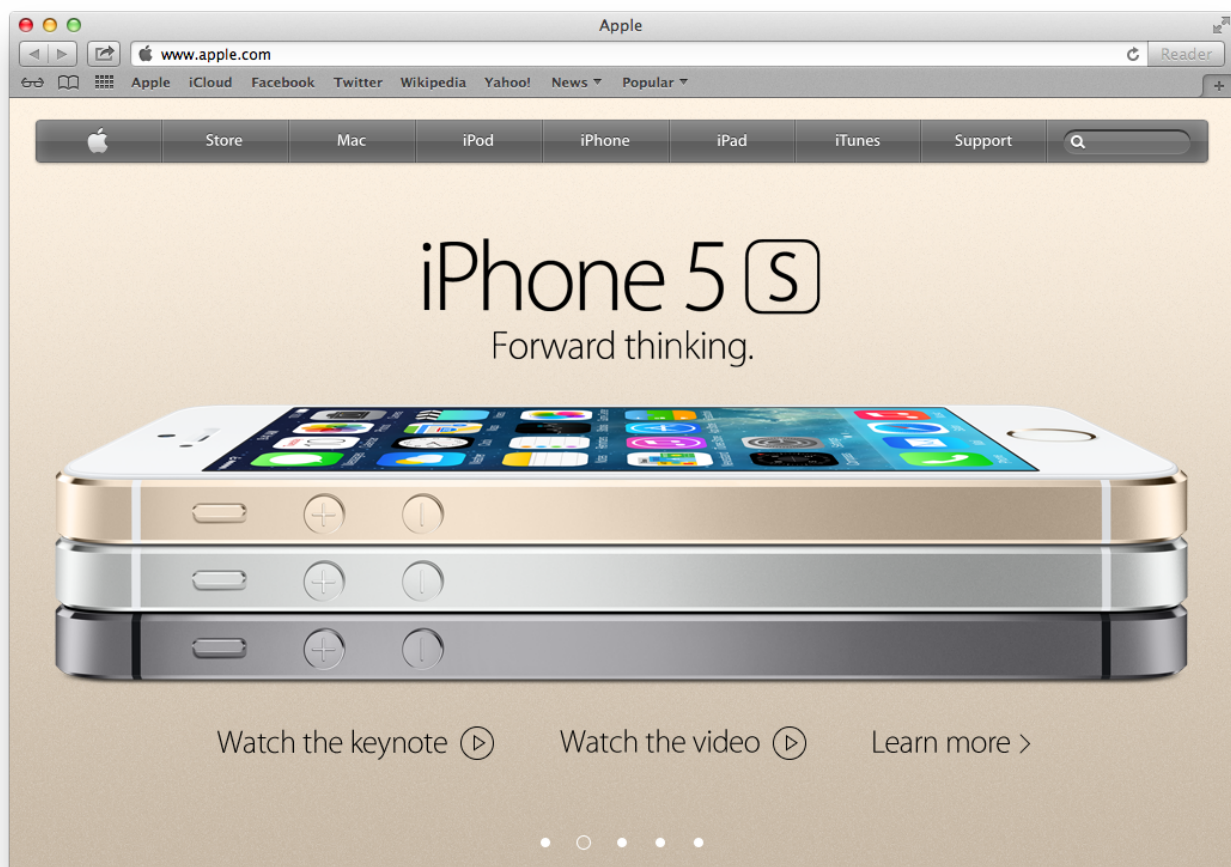 Apple
www.apple.com
Reader
Apple iCloud Facebook Twitter Wikipedia Yahoo! News Popular
Store Mac iPod iPhone iPad iTunes Support
iPhone 5 S
Forward thinking.
Watch the keynote
Watch the video
Learn more